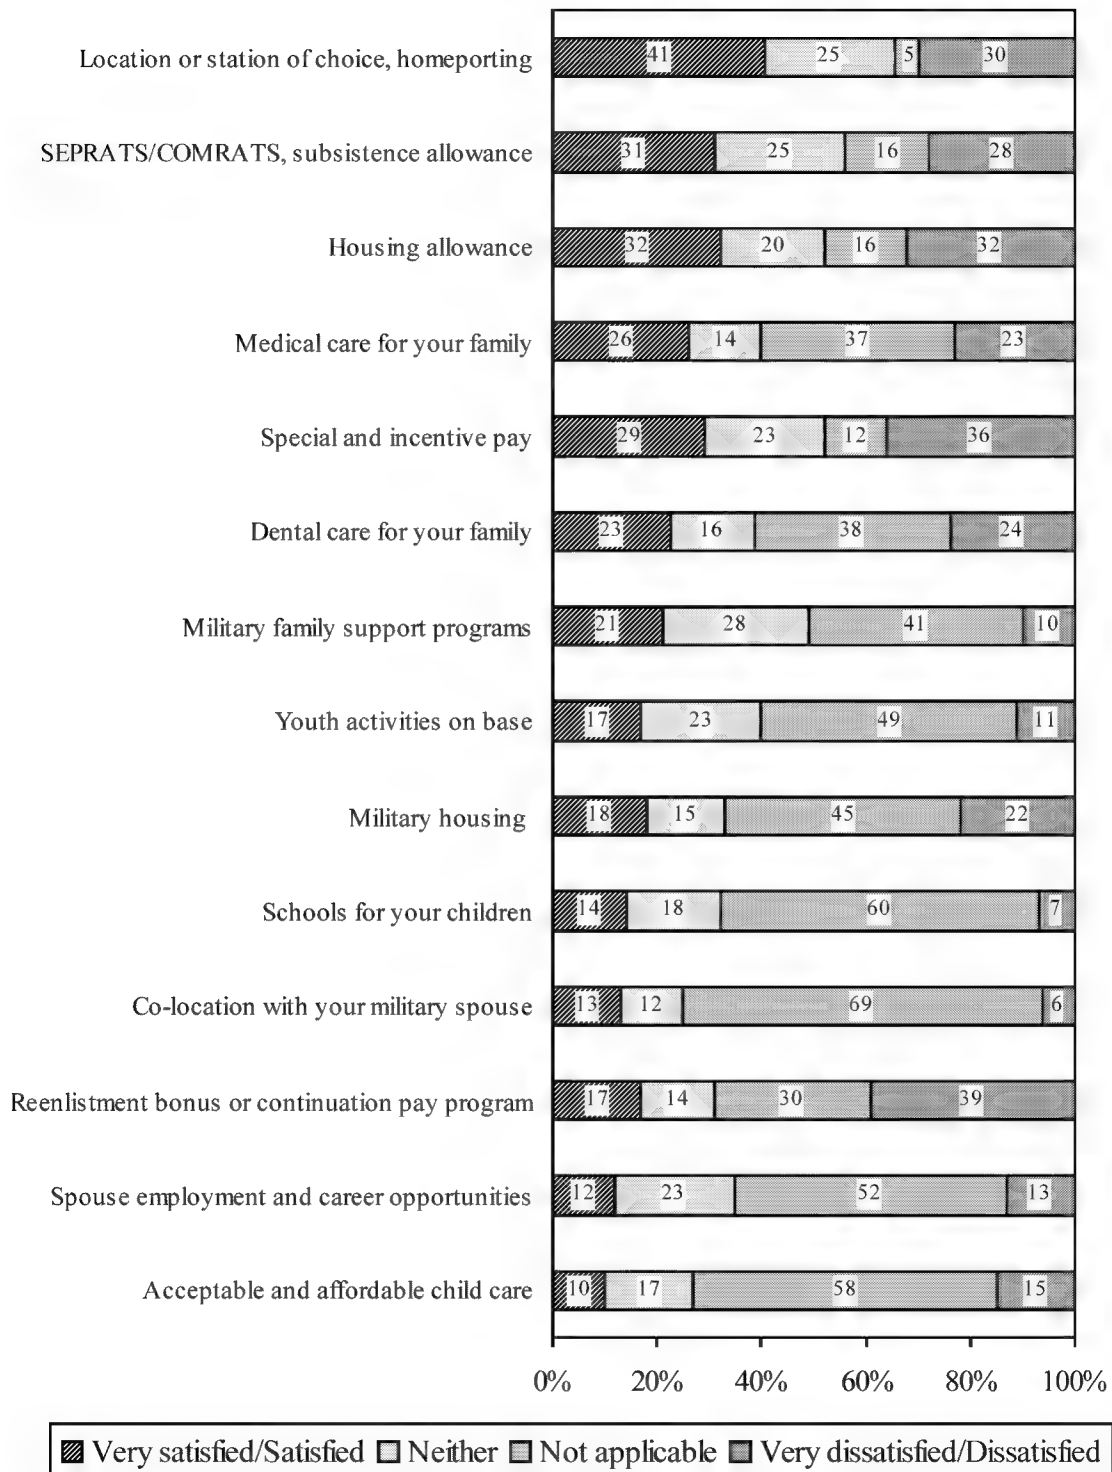 Location or station of choice, homeporting 41 25 5 30
SEPRATS/COMRATS, subsistence allowance 31 25 16 28
Housing allowance 32 20 16 32
Medical care for your family 26 14 37 23
Special and incentive pay 29 23 12 36
Dental care for your family 23 16 38 24
Military family support programs 21 28 41 10
Youth activities on base 17 23 49 11
Military housing 18 15 45 22
Schools for your children 14 18 60 7
Co-location with your military spouse 13 12 69 6
Reenlistment bonus or continuation pay program 17 14 30 39
Spouse employment and career opportunities 12 23 52 13
Acceptable and affordable child care 10 17 58 15
0% 20% 40% 60% 80% 100%
Very satisfied/Satisfied Neither Not applicable Very dissatisfied/Dissatisfied